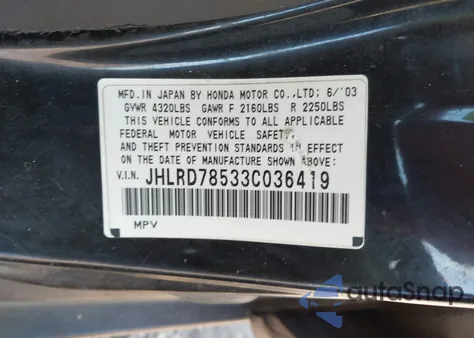 MFD.IN JAPAN BY HONDA MOTOR CO.,LTD; 6/'03
GVWR 4320LBS GAWR F 2160LBS R 2250LBS
THIS VEHICLE CONFORMS TO ALL APPLICABLE
FEDERAL MOTOR VEHICLE SAFETY
AND THEFT PREVENTION STANDARDS IN EFFECT
ON THE DATE OF MANUFACTURE SHOWN ABOVE:
V.I.N. JHLRD78533C036419
MPV
autoSnap